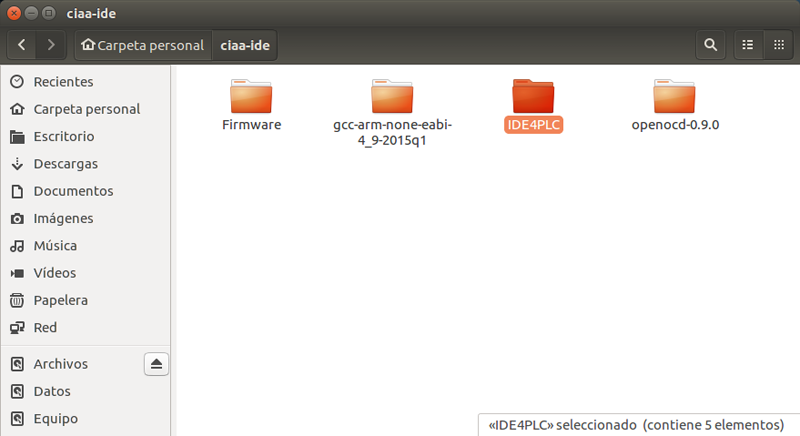 ciaa-ide
Carpeta personal
ciaa-ide
Recientes
Carpeta personal
Escritorio
Descargas
Documentos
Imágenes
Música
Vídeos
Papelera
Red
Archivos
Datos
Equipo
Firmware
gcc-arm-none-eabi-
4_9-2015q1
IDE4PLC
openocd-0.9.0
«IDE4PLC» seleccionado (contiene 5 elementos)